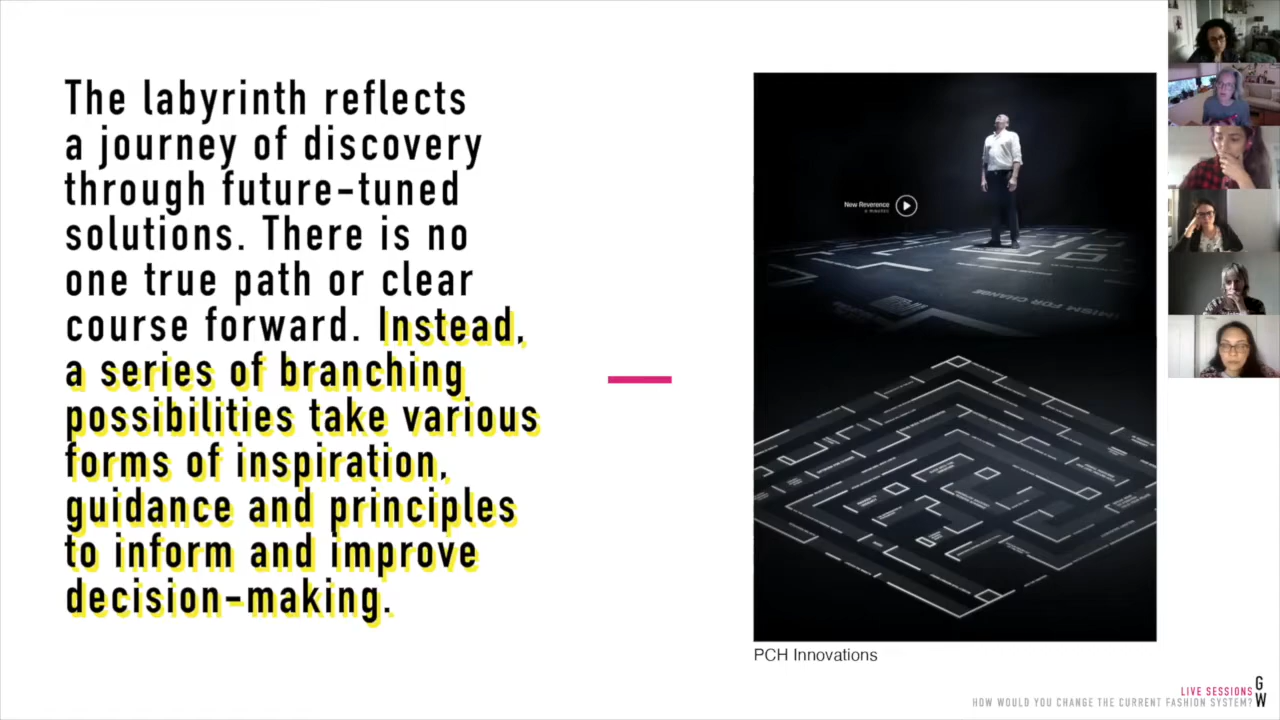 The labyrinth reflects
a journey of discovery
through future-tuned
solutions. There is no
one true path or clear
course forward. Instead,
a series of branching
possibilities take various
forms of inspiration,
guidance and principles
to inform and improve
decision-making.
New Reverence
PCH Innovations
LIVE SESSIONS
HOW WOULD YOU CHANGE THE CURRENT FASHION SYSTEM?
G
W